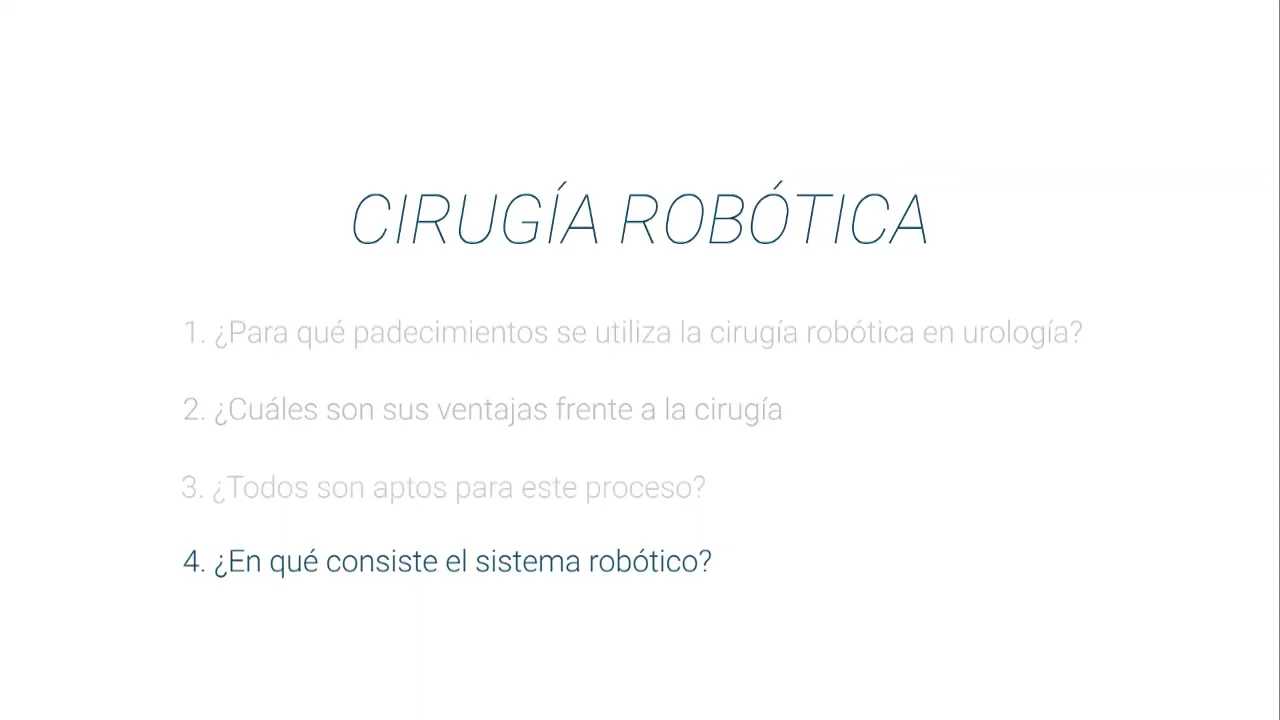 CIRUGÍA ROBÓTICA
1. ¿Para qué padecimientos se utiliza la cirugía robótica en urología?
2. ¿Cuáles son sus ventajas frente a la cirugía
3. ¿Todos son aptos para este proceso?
4. ¿En qué consiste el sistema robótico?